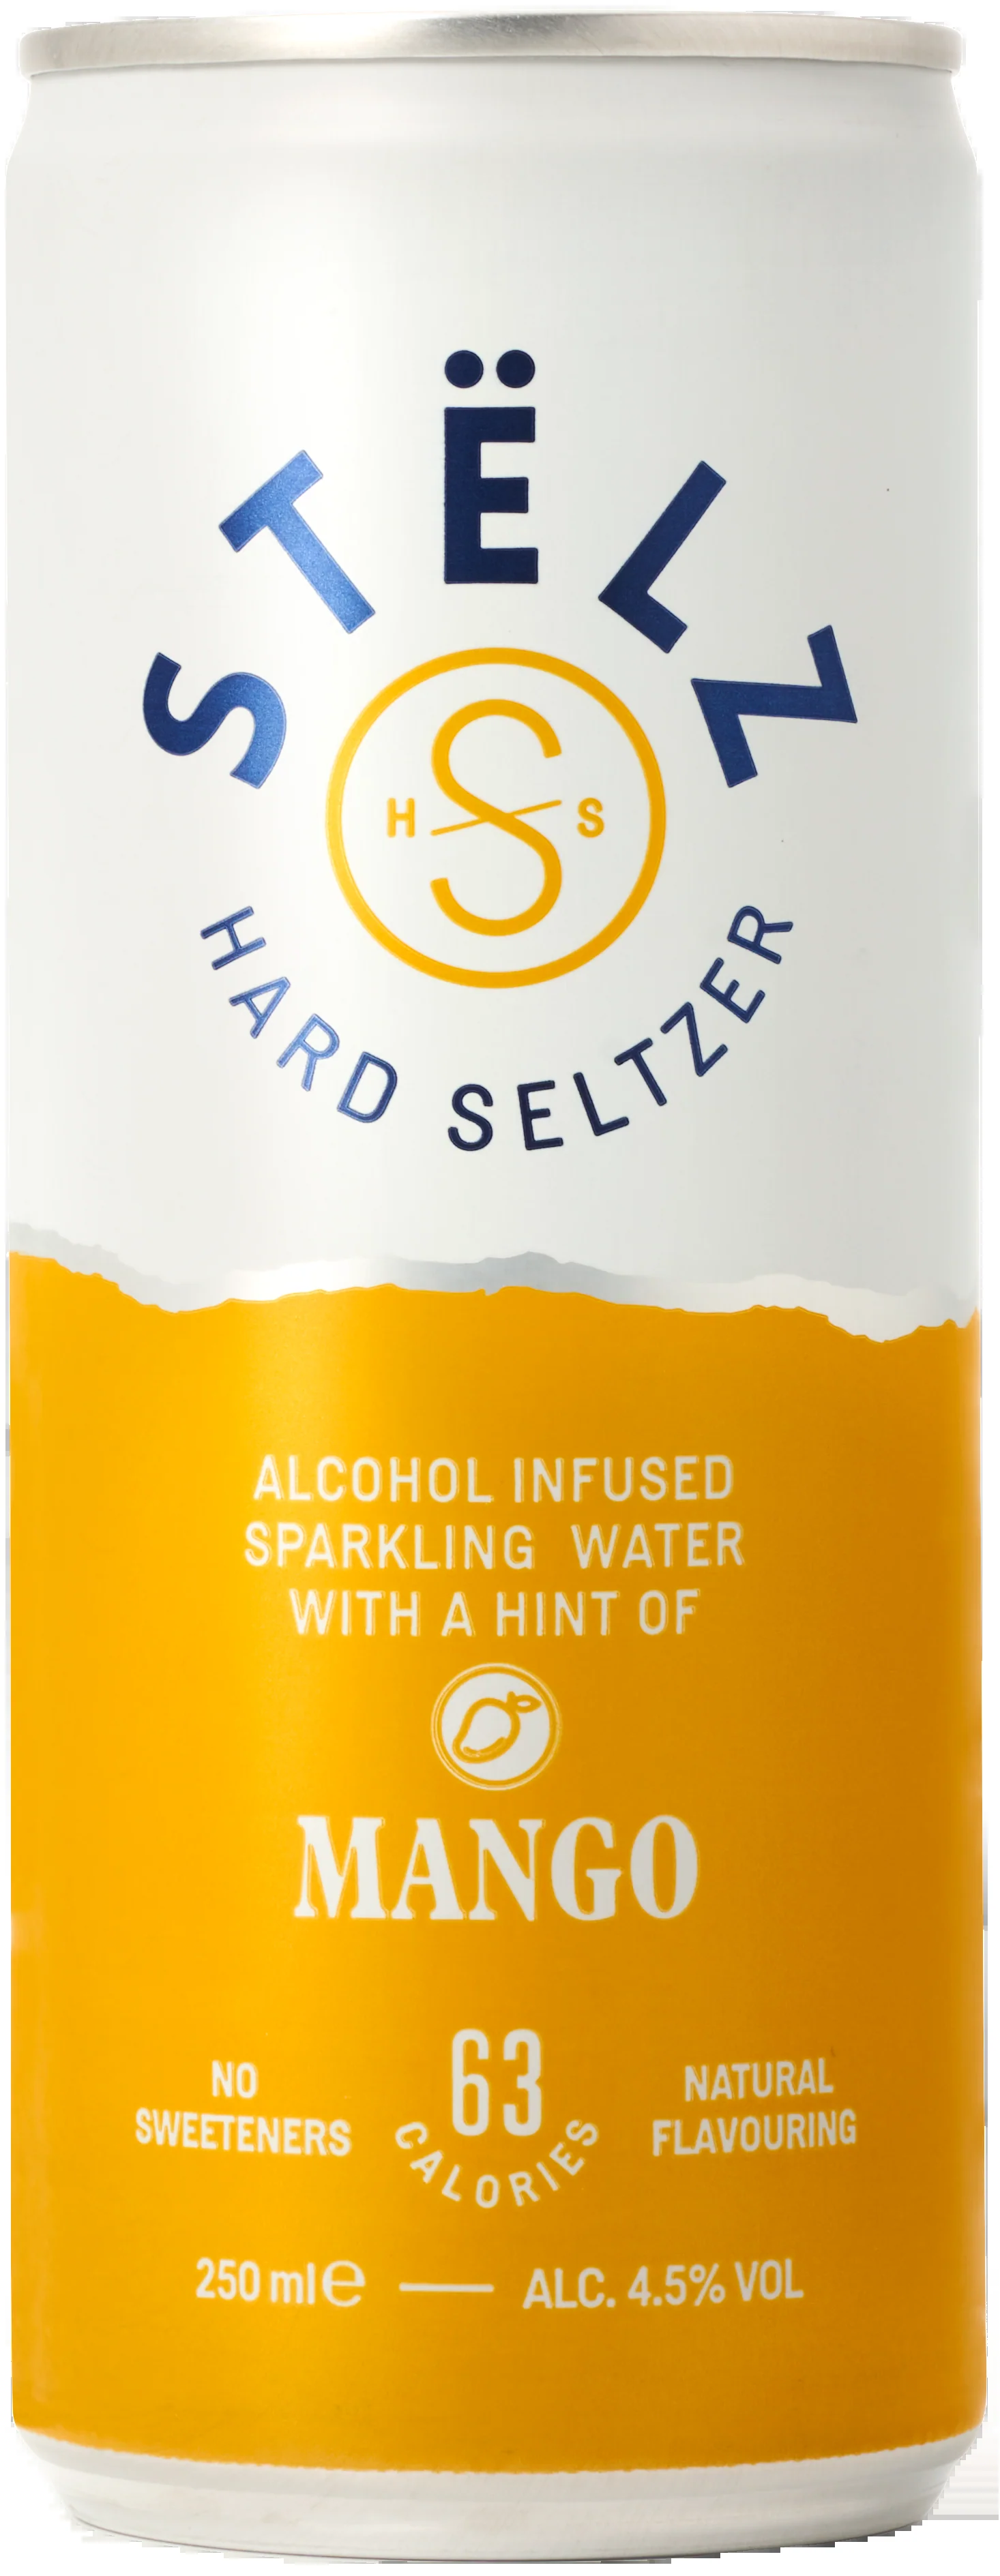 STËLZ
H S S
HARD SELTZER
ALCOHOL INFUSED
SPARKLING WATER
WITH A HINT OF
MANGO
NO
SWEETENERS
63
CALORIES
NATURAL
FLAVOURING
250 ml ℮ — ALC. 4.5% VOL